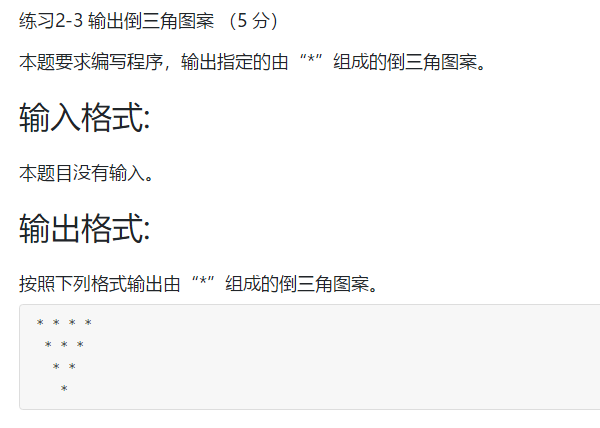 练习2-3 输出倒三角图案 （5 分）
本题要求编写程序，输出指定的由“*”组成的倒三角图案。
输入格式:
本题目没有输入。
输出格式:
按照下列格式输出由“*”组成的倒三角图案。
* * * *
 * * *
  * *
   *